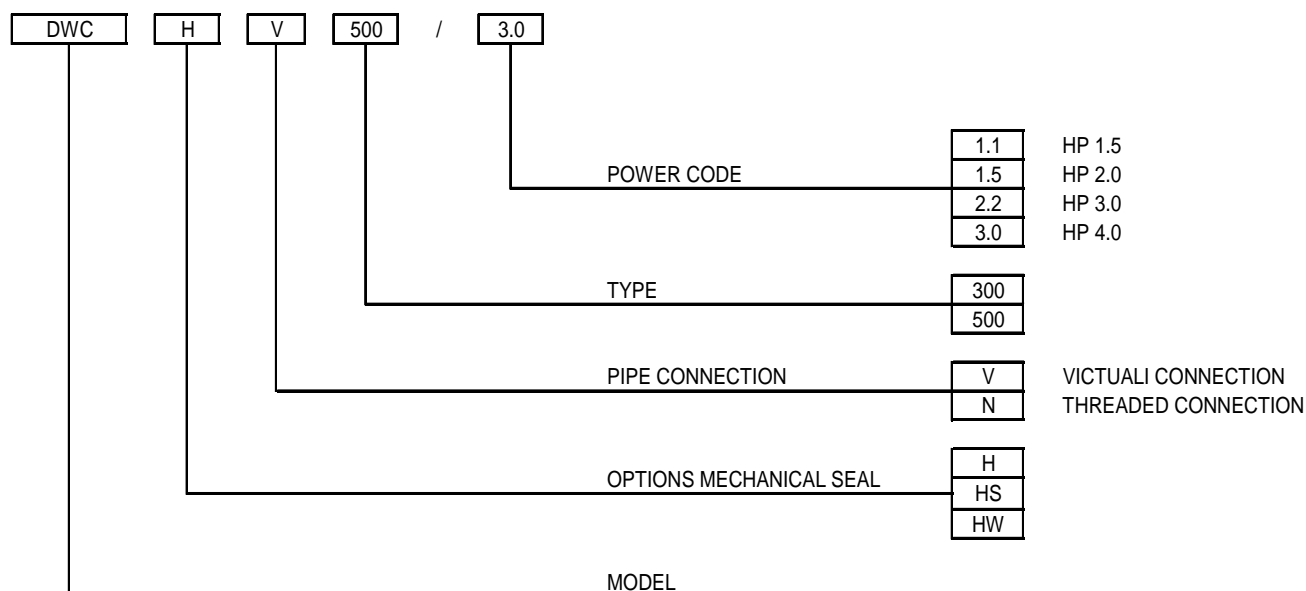 DWC H V 500 / 3.0
1.1 HP 1.5
POWER CODE 1.5 HP 2.0
2.2 HP 3.0
3.0 HP 4.0
TYPE 300
500
PIPE CONNECTION V VICTUALI CONNECTION
N THREADED CONNECTION
H
OPTIONS MECHANICAL SEAL HS
HW
MODEL